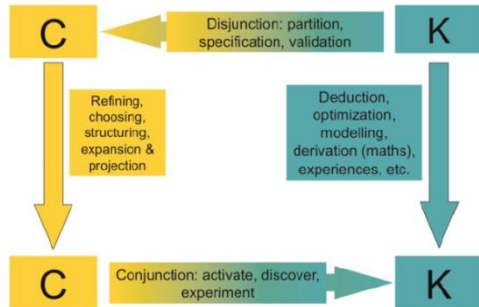 C
Disjunction: partition,
specification, validation
K
Refining,
choosing,
structuring,
expansion &
projection
Deduction,
optimization,
modelling,
derivation (maths),
experiences, etc.
C
Conjunction: activate, discover,
experiment
K